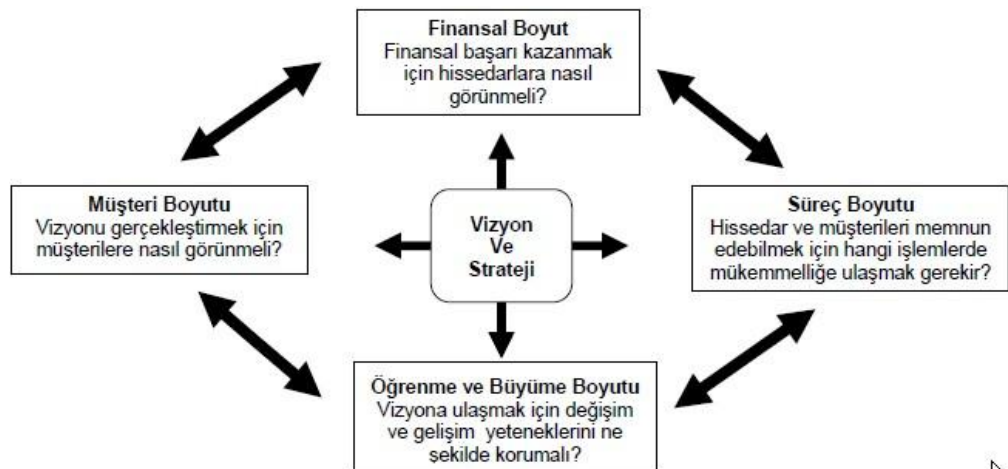 Finansal Boyut
Finansal başarı kazanmak
için hissedarlara nasıl
görünmeli?
Müşteri Boyutu
Vizyonu gerçekleştirmek için
müşterilere nasıl görünmeli?
Vizyon
Ve
Strateji
Süreç Boyutu
Hissedar ve müşterileri memnun
edebilmek için hangi işlemlerde
mükemmelliğe ulaşmak gerekir?
Öğrenme ve Büyüme Boyutu
Vizyona ulaşmak için değişim
ve gelişim yeteneklerini ne
şekilde korumalı?